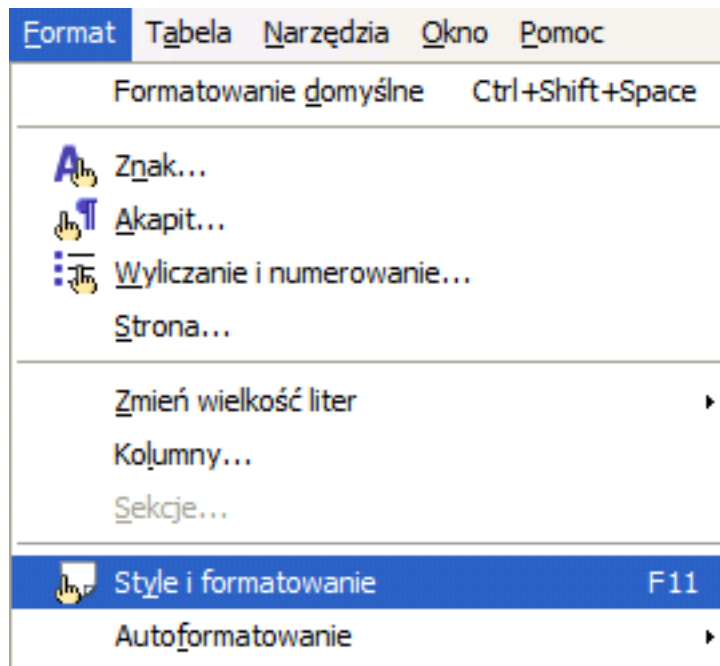 Format Tabela Narzędzia Okno Pomoc
Formatowanie domyślne Ctrl+Shift+Space
Znak...
Akapit...
Wyliczanie i numerowanie...
Strona...
Zmień wielkość liter
Kolumny...
Sekcje...
Style i formatowanie F11
Autoformatowanie